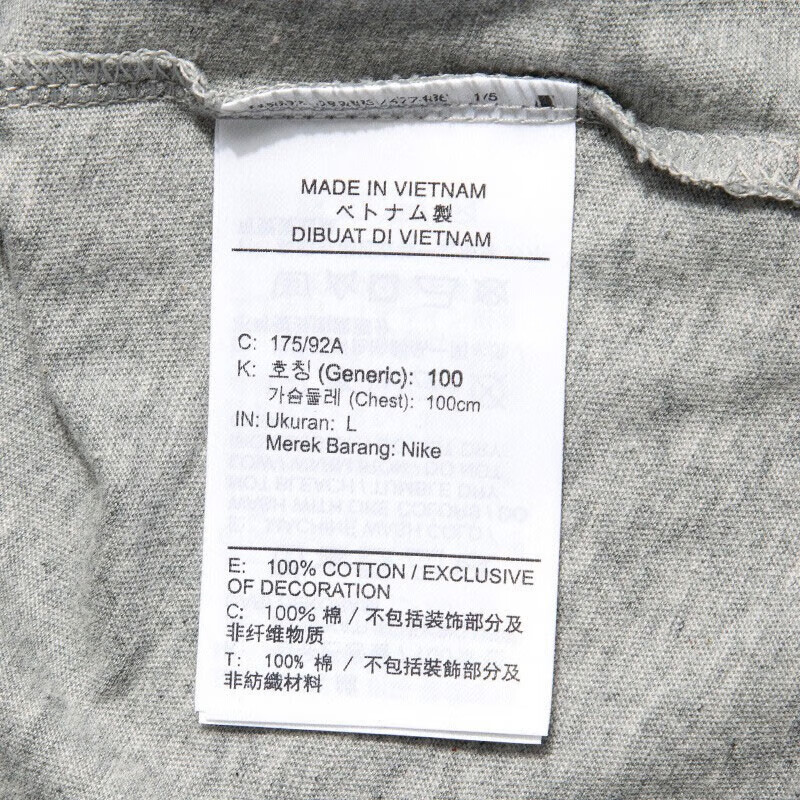 1/5
MADE IN VIETNAM
ベトナム製
DIBUAT DI VIETNAM
C: 175/92A
K: 호칭 (Generic): 100
가슴둘레 (Chest): 100cm
IN: Ukuran: L
Merek Barang: Nike
E: 100% COTTON / EXCLUSIVE
OF DECORATION
C: 100% 棉 / 不包括装饰部分及
非纤维物质
T: 100% 棉 / 不包括裝飾部分及
非紡織材料